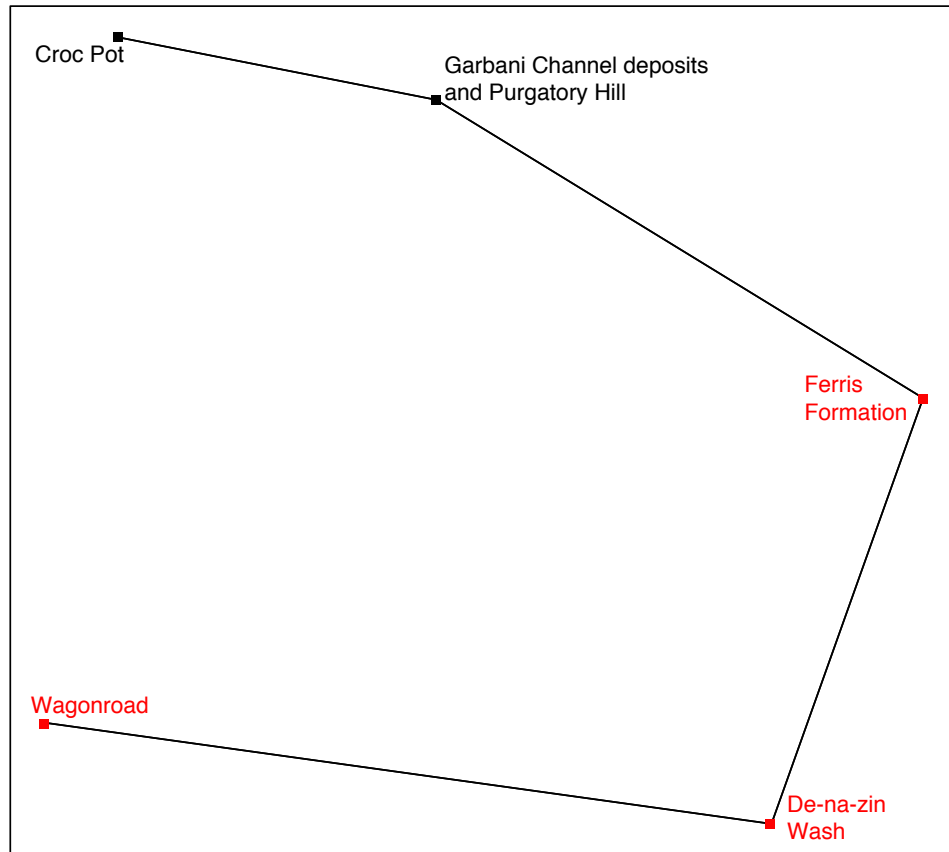 Croc Pot
Garbani Channel deposits
and Purgatory Hill
Ferris
Formation
Wagonroad
De-na-zin
Wash